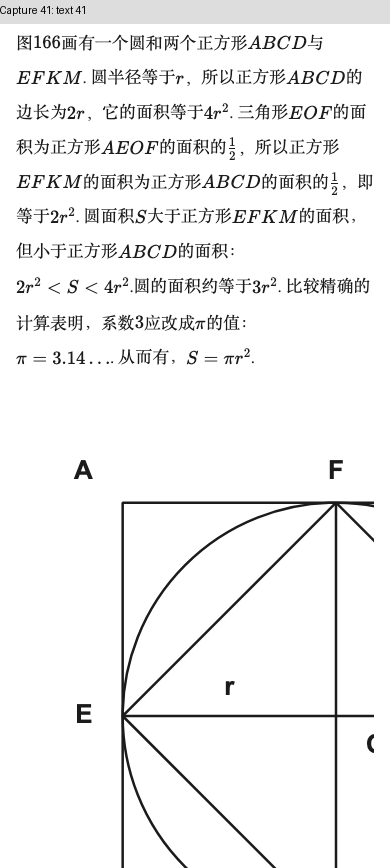 Capture 41: text 41
图166画有一个圆和两个正方形ABCD与
EFKM. 圆半径等于r，所以正方形ABCD的
边长为2r，它的面积等于4r². 三角形EOF的面
积为正方形AEOF的面积的½，所以正方形
EFKM的面积为正方形ABCD的面积的½，即
等于2r². 圆面积S大于正方形EFKM的面积，
但小于正方形ABCD的面积：
2r² < S < 4r².圆的面积约等于3r². 比较精确的
计算表明，系数3应改成π的值：
π = 3.14 .... 从而有，S = πr².
A F
r
E